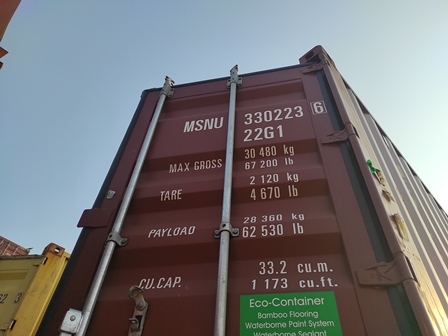 MSNU 330223 6
22G1
MAX GROSS 30 480 kg
67 200 lb
TARE 2 120 kg
4 670 lb
PAYLOAD 28 360 kg
62 530 lb
CU.CAP. 33.2 cu.m.
1 173 cu.ft.
Eco-Container
Bamboo Flooring
Waterborne Paint System
Waterborne Sealant